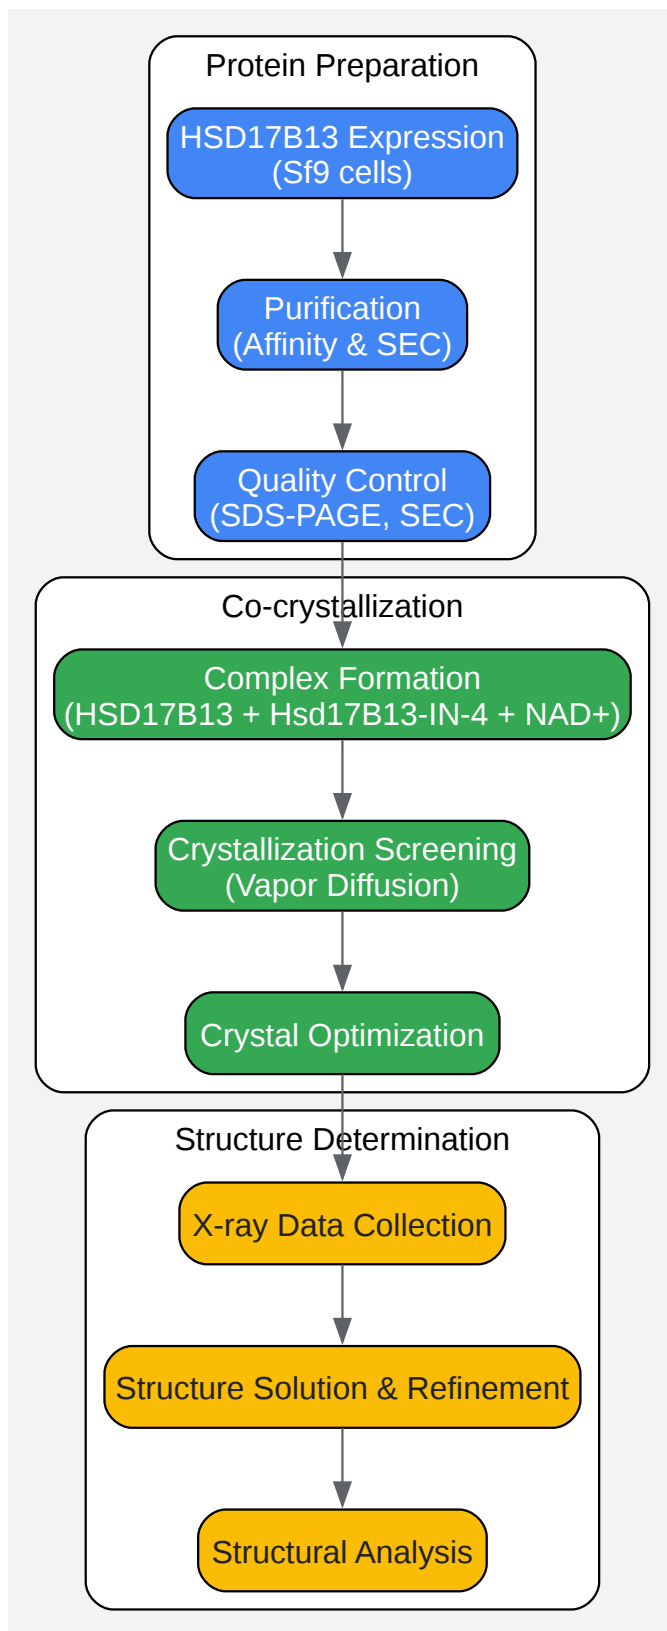 Protein Preparation
HSD17B13 Expression
(Sf9 cells)
Purification
(Affinity & SEC)
Quality Control
(SDS-PAGE, SEC)
Co-crystallization
Complex Formation
(HSD17B13 + Hsd17B13-IN-4 + NAD+)
Crystallization Screening
(Vapor Diffusion)
Crystal Optimization
Structure Determination
X-ray Data Collection
Structure Solution & Refinement
Structural Analysis